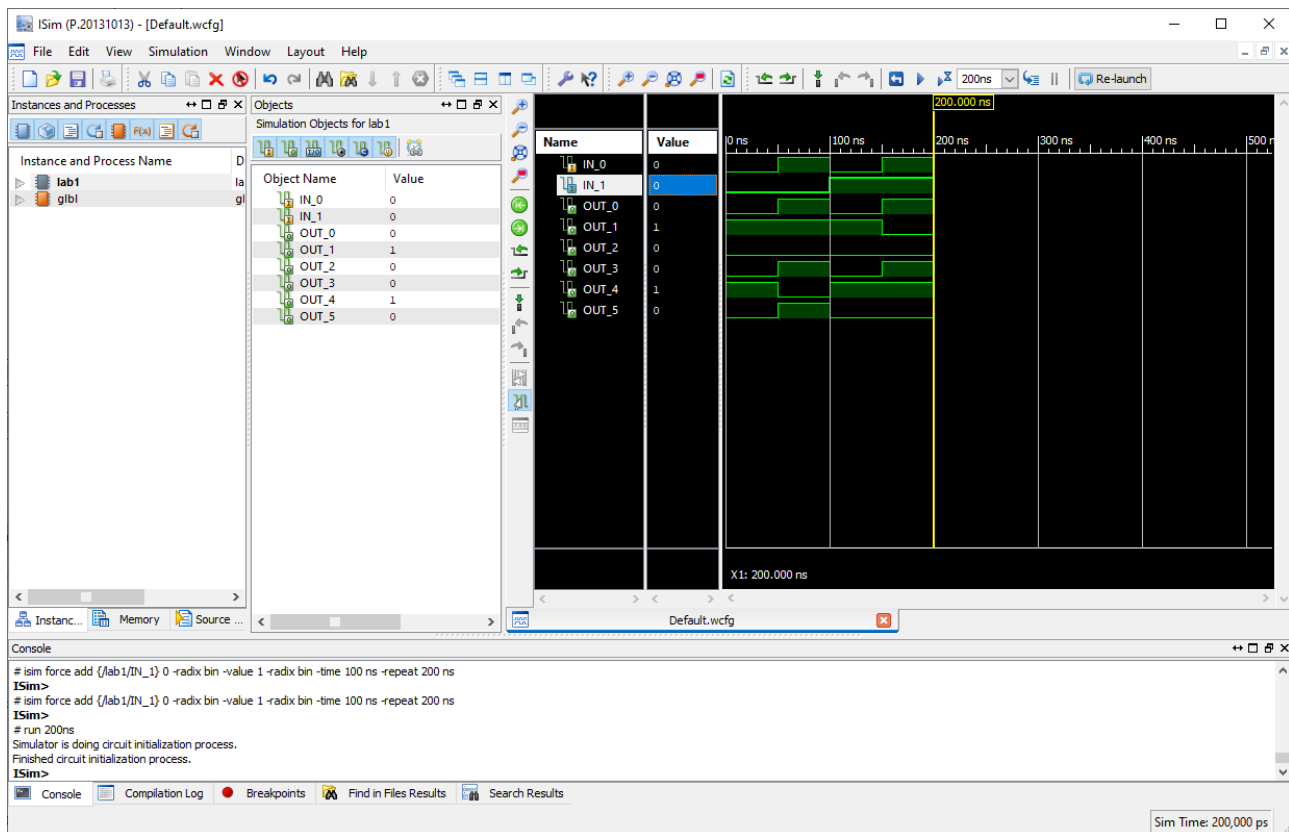 ISim (P.20131013) - [Default.wcfg]
File Edit View Simulation Window Layout Help
200ns Re-launch
Instances and Processes
Instance and Process Name D
lab1 la
glbl gl
Instanc... Memory Source ...
Objects
Simulation Objects for lab1
Object Name Value
IN_0 0
IN_1 0
OUT_0 0
OUT_1 1
OUT_2 0
OUT_3 0
OUT_4 1
OUT_5 0
200.000 ns
Name Value
0 ns 100 ns 200 ns 300 ns 400 ns 500 n
IN_0 0
IN_1 0
OUT_0 0
OUT_1 1
OUT_2 0
OUT_3 0
OUT_4 1
OUT_5 0
X1: 200.000 ns
Default.wcfg
Console
# isim force add {/lab1/IN_1} 0 -radix bin -value 1 -radix bin -time 100 ns -repeat 200 ns
ISim>
# isim force add {/lab1/IN_1} 0 -radix bin -value 1 -radix bin -time 100 ns -repeat 200 ns
ISim>
# run 200ns
Simulator is doing circuit initialization process.
Finished circuit initialization process.
ISim>
Console Compilation Log Breakpoints Find in Files Results Search Results
Sim Time: 200,000 ps